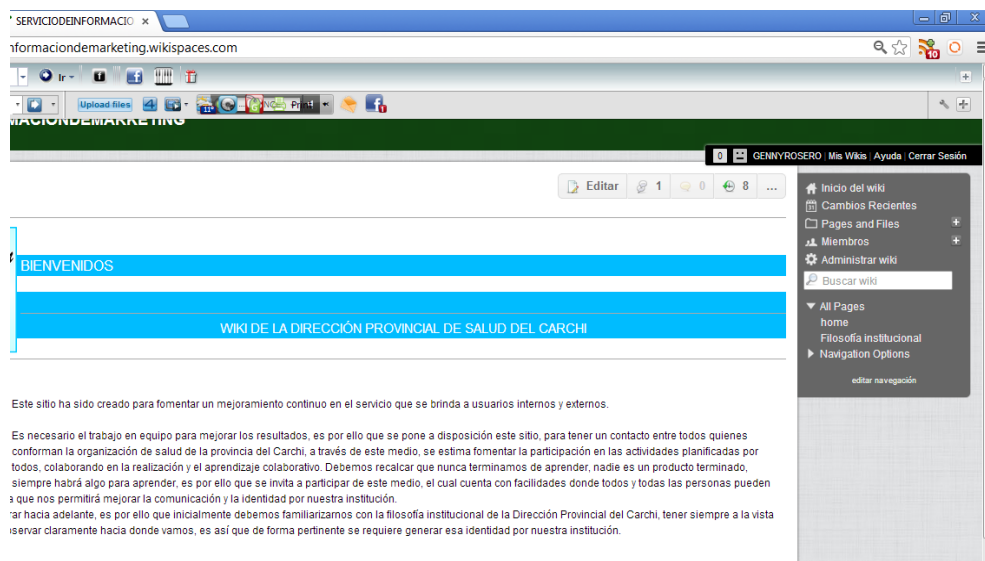 SERVICIODEINFORMACIO ×
nformaciondemarketing.wikispaces.com
10
Ir
Upload files
4
11
Print
MACIONDEMARKETING
0 GENNYROSERO | Mis Wikis | Ayuda | Cerrar Sesión
Editar 1 0 8 ...
Inicio del wiki
Cambios Recientes
Pages and Files
Miembros
Administrar wiki
Buscar wiki
All Pages
home
Filosofía institucional
Navigation Options
editar navegación
BIENVENIDOS
WIKI DE LA DIRECCIÓN PROVINCIAL DE SALUD DEL CARCHI
Este sitio ha sido creado para fomentar un mejoramiento continuo en el servicio que se brinda a usuarios internos y externos.
Es necesario el trabajo en equipo para mejorar los resultados, es por ello que se pone a disposición este sitio, para tener un contacto entre todos quienes
conforman la organización de salud de la provincia del Carchi, a través de este medio, se estima fomentar la participación en las actividades planificadas por
todos, colaborando en la realización y el aprendizaje colaborativo. Debemos recalcar que nunca terminamos de aprender, nadie es un producto terminado,
siempre habrá algo para aprender, es por ello que se invita a participar de este medio, el cual cuenta con facilidades donde todos y todas las personas pueden
a que nos permitirá mejorar la comunicación y la identidad por nuestra institución.
rar hacia adelante, es por ello que inicialmente debemos familiarizarnos con la filosofía institucional de la Dirección Provincial del Carchi, tener siempre a la vista
servar claramente hacia donde vamos, es así que de forma pertinente se requiere generar esa identidad por nuestra institución.